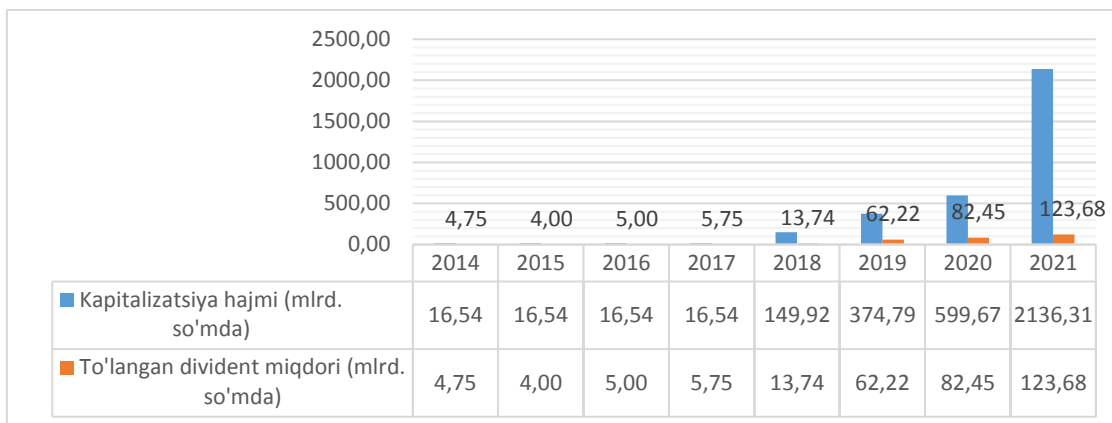 2500,00
2000,00
1500,00
1000,00
500,00
0,00
4,75 4,00 5,00 5,75 13,74 62,22 82,45 123,68
2014 2015 2016 2017 2018 2019 2020 2021
Kapitalizatsiya hajmi (mlrd.
so'mda)
16,54 16,54 16,54 16,54 149,92 374,79 599,67 2136,31
To'langan divident miqdori (mlrd.
so'mda)
4,75 4,00 5,00 5,75 13,74 62,22 82,45 123,68